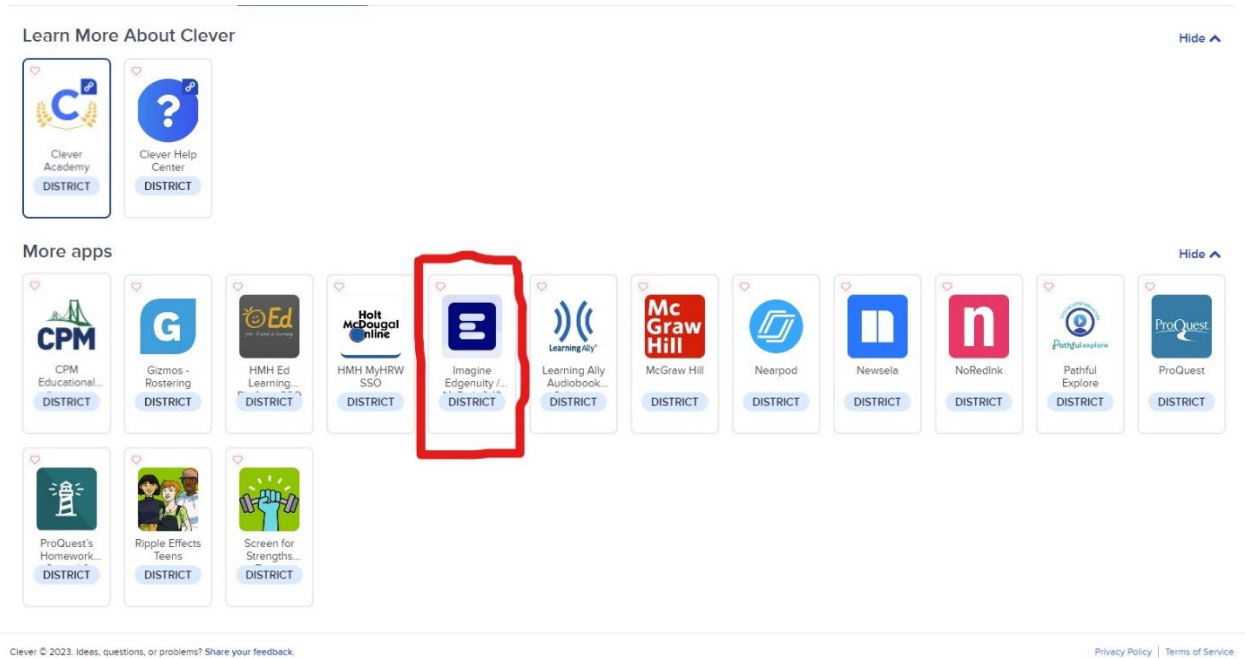 Learn More About Clever
Hide
C
?
Clever
Academy
DISTRICT
Clever Help
Center
DISTRICT
More apps
Hide
CPM
CPM
Educational...
DISTRICT
G
Gizmos -
Rostering
DISTRICT
Ed
HMH Ed
Learning...
DISTRICT
Holt
McDougal
Online
HMH MyHRW
SSO
DISTRICT
E
Imagine
Edgenuity /...
DISTRICT
Learning Ally
Learning Ally
Audiobook...
DISTRICT
Mc
Graw
Hill
McGraw Hill
DISTRICT
Nearpod
DISTRICT
n
Newsela
DISTRICT
n
NoRedInk
DISTRICT
Pathful explore
Pathful
Explore
DISTRICT
ProQuest
ProQuest
DISTRICT
ProQuest's
Homework...
DISTRICT
Ripple Effects
Teens
DISTRICT
Screen for
Strengths...
DISTRICT
Clever © 2023. Ideas, questions, or problems? Share your feedback.
Privacy Policy | Terms of Service